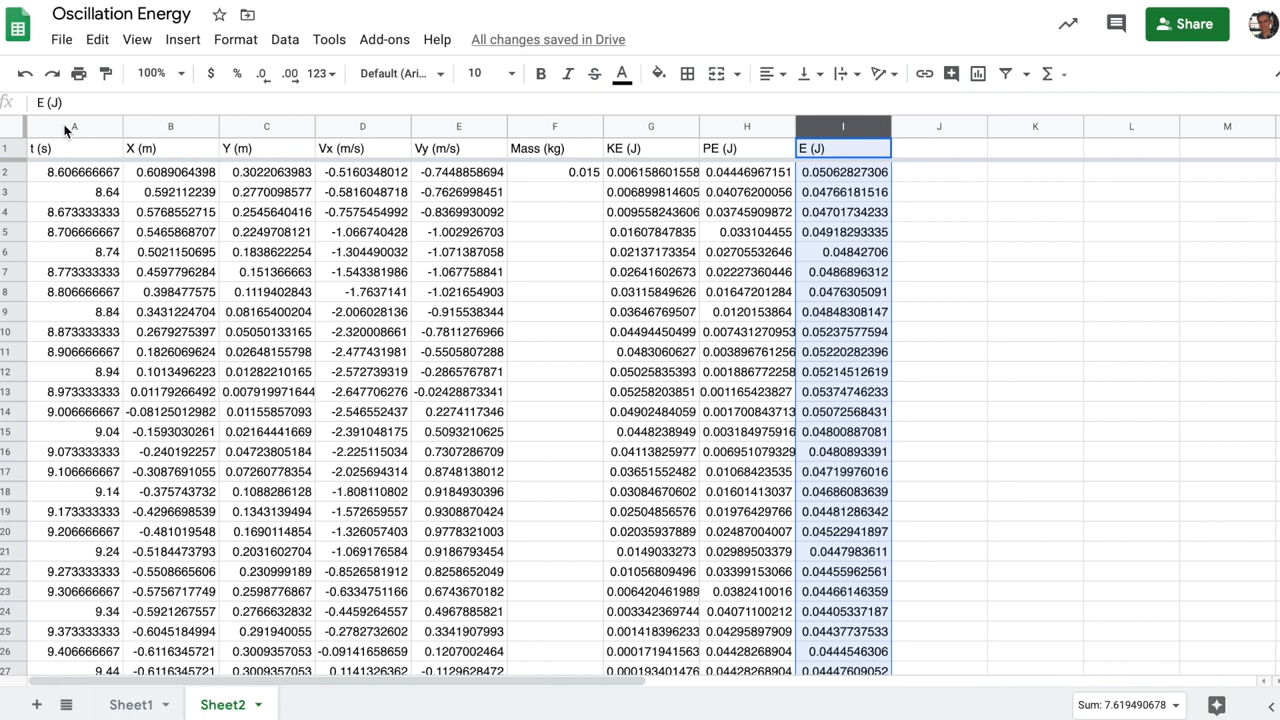 Oscillation Energy
File Edit View Insert Format Data Tools Add-ons Help All changes saved in Drive
Share
100% $ % .0 .00 123 Default (Ari... 10 B I S A
fx E (J)
A B C D E F G H I J K L M
1 t (s) X (m) Y (m) Vx (m/s) Vy (m/s) Mass (kg) KE (J) PE (J) E (J)
2 8.606666667 0.6089064398 0.3022063983 -0.5160348012 -0.7448858694 0.015 0.006158601558 0.04446967151 0.05062827306
3 8.64 0.592112239 0.2770098577 -0.5816048718 -0.7626998451 0.006899814605 0.04076200056 0.04766181516
4 8.673333333 0.5768552715 0.2545640416 -0.7575454992 -0.8369930092 0.009558243606 0.03745909872 0.04701734233
5 8.706666667 0.5465868707 0.2249708121 -1.066740428 -1.002926703 0.01607847835 0.033104455 0.04918293335
6 8.74 0.5021150695 0.1838622254 -1.304490032 -1.071387058 0.02137173354 0.02705532646 0.04842706
7 8.773333333 0.4597796284 0.151366663 -1.543381986 -1.067758841 0.02641602673 0.02227360446 0.0486896312
8 8.806666667 0.398477575 0.1119402843 -1.7637141 -1.021654903 0.03115849626 0.01647201284 0.0476305091
9 8.84 0.3431224704 0.08165400204 -2.006028136 -0.915538344 0.03646769507 0.0120153864 0.04848308147
10 8.873333333 0.2679275397 0.05050133165 -2.320008661 -0.7811276966 0.04494450499 0.007431270953 0.05237577594
11 8.906666667 0.1826069624 0.02648155798 -2.477431981 -0.5505807288 0.0483060627 0.003896761256 0.05220282396
12 8.94 0.1013496223 0.01282210165 -2.572739319 -0.2865767871 0.05025835393 0.001886772258 0.05214512619
13 8.973333333 0.01179266492 0.007919971644 -2.647706276 -0.02428873341 0.05258203851 0.001165423827 0.05374746233
14 9.006666667 -0.08125012982 0.01155857093 -2.546552437 0.2274117346 0.04902484059 0.001700843713 0.05072568431
15 9.04 -0.1593030261 0.02164441669 -2.391048175 0.5093210625 0.0448238949 0.003184975916 0.04800887081
16 9.073333333 -0.240192257 0.04723805184 -2.225115034 0.7307286709 0.04113825977 0.006951079329 0.0480893391
17 9.106666667 -0.3087691055 0.07260778354 -2.025694314 0.8748138012 0.03651552482 0.01068423535 0.04719976016
18 9.14 -0.375743732 0.1088286128 -1.808110802 0.9184930396 0.03084670602 0.01601413037 0.04686083639
19 9.173333333 -0.4296698539 0.1343139494 -1.572659557 0.9308870424 0.02504856576 0.01976429766 0.04481286342
20 9.206666667 -0.481019548 0.1690114854 -1.326057403 0.9778321003 0.02035937889 0.02487004007 0.04522941897
21 9.24 -0.5184473793 0.2031602704 -1.069176584 0.9186793454 0.0149033273 0.02989503379 0.0447983611
22 9.273333333 -0.5508665606 0.230999189 -0.8526581912 0.8258652049 0.01056809496 0.03399153066 0.04455962561
23 9.306666667 -0.5756717749 0.2598776867 -0.6334751166 0.6743670182 0.006420461989 0.0382410016 0.04466146359
24 9.34 -0.5921267557 0.2766632832 -0.4459264557 0.4967885821 0.003342369744 0.04071100212 0.04405337187
25 9.373333333 -0.6045184994 0.291940055 -0.2782732602 0.3341907993 0.001418396233 0.04295897909 0.04437737533
26 9.406666667 -0.6116345721 0.3009357053 -0.09141658659 0.1207002464 0.000171941563 0.04428268904 0.0444546306
27 9.44 -0.6116345721 0.3009357053 0.1141326362 -0.1129628472 0.000193401476 0.04428268904 0.04447609052
Sheet1 Sheet2 Sum: 7.619490678